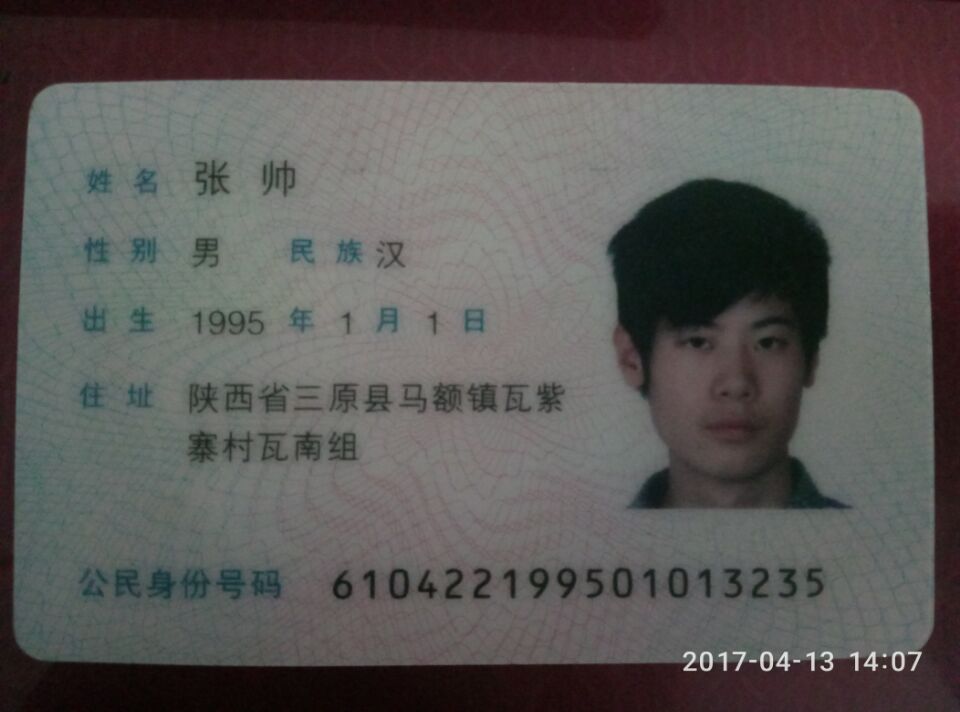 姓名 张帅
性别 男 民族 汉
出生 1995 年 1 月 1 日
住址 陕西省三原县马额镇瓦紫
寨村瓦南组
公民身份号码 610422199501013235
2017-04-13 14:07